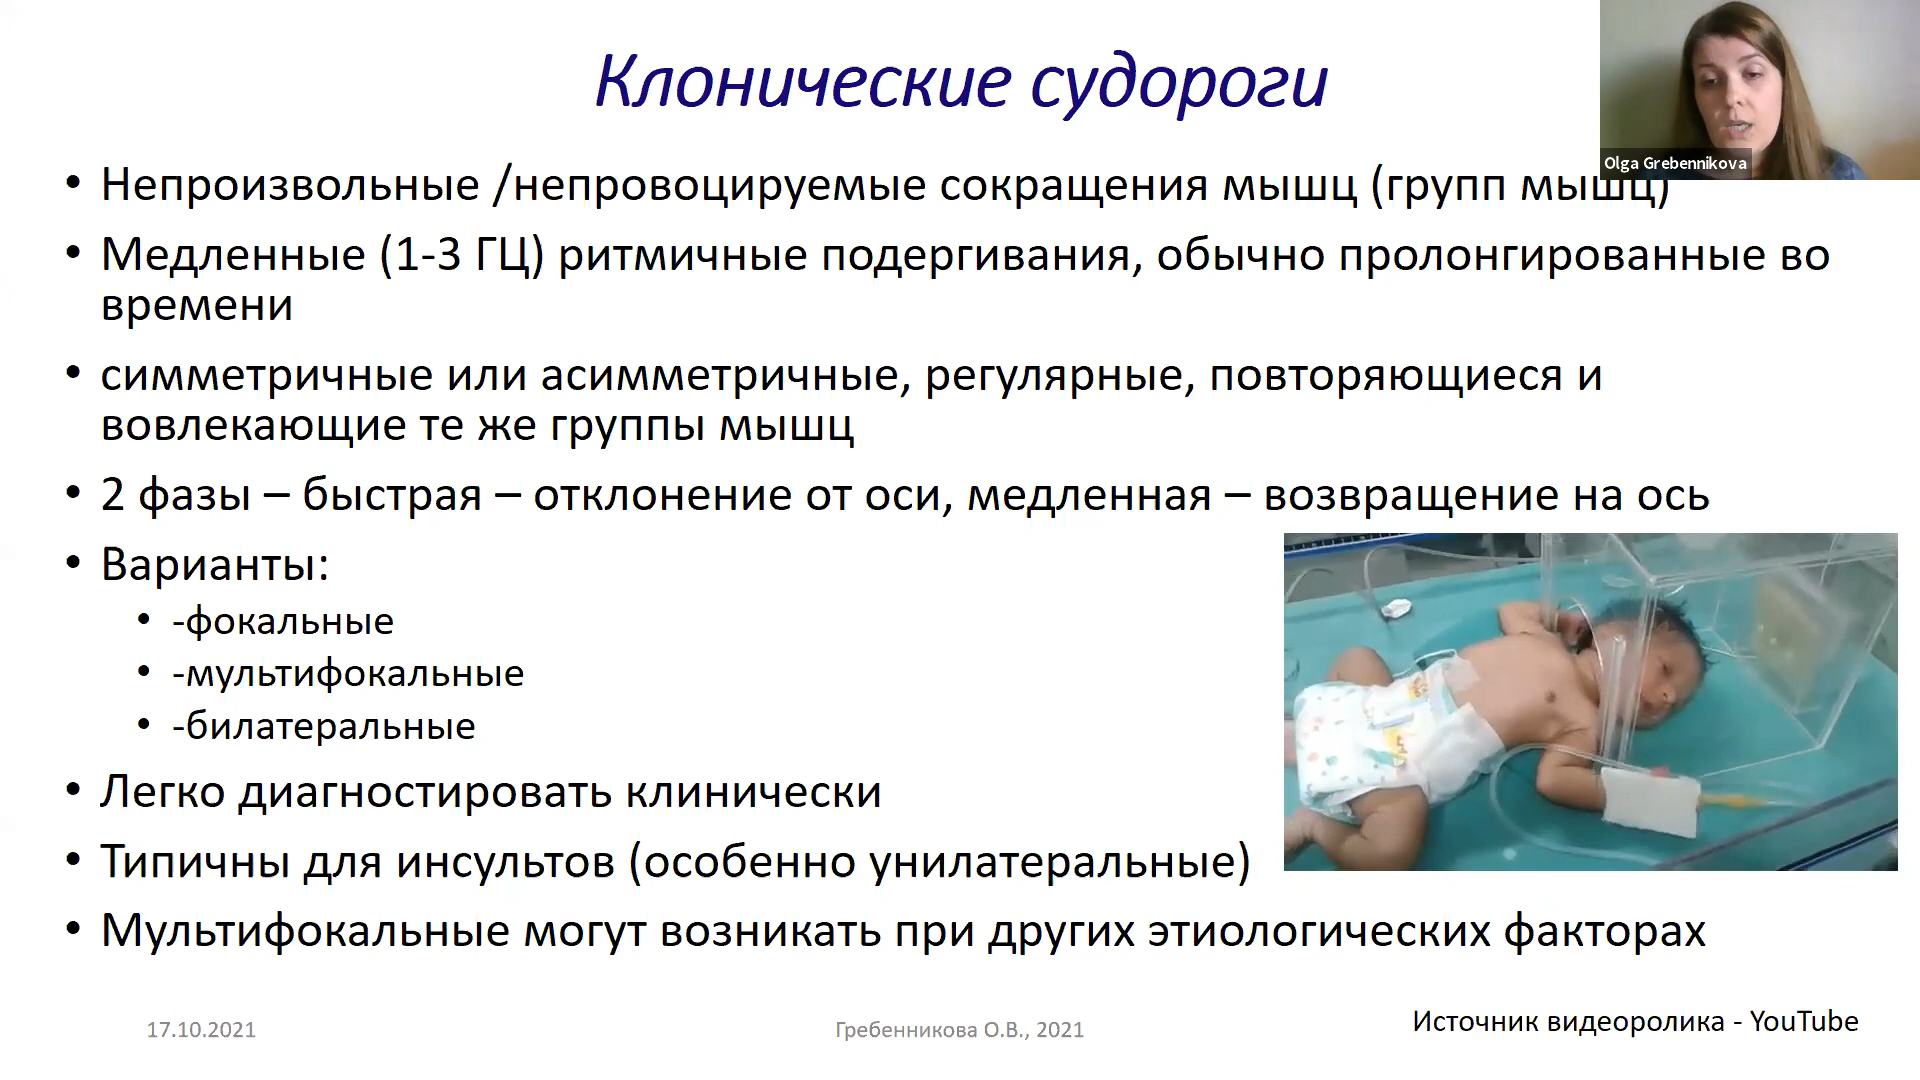 Клонические судороги
Olga Grebennikova
• Непроизвольные /непровоцируемые сокращения мышц (групп мышц)
• Медленные (1-3 ГЦ) ритмичные подергивания, обычно пролонгированные во
времени
• симметричные или асимметричные, регулярные, повторяющиеся и
вовлекающие те же группы мышц
• 2 фазы – быстрая – отклонение от оси, медленная – возвращение на ось
• Варианты:
• -фокальные
• -мультифокальные
• -билатеральные
• Легко диагностировать клинически
• Типичны для инсультов (особенно унилатеральные)
• Мультифокальные могут возникать при других этиологических факторах
17.10.2021
Гребенникова О.В., 2021
Источник видеоролика - YouTube